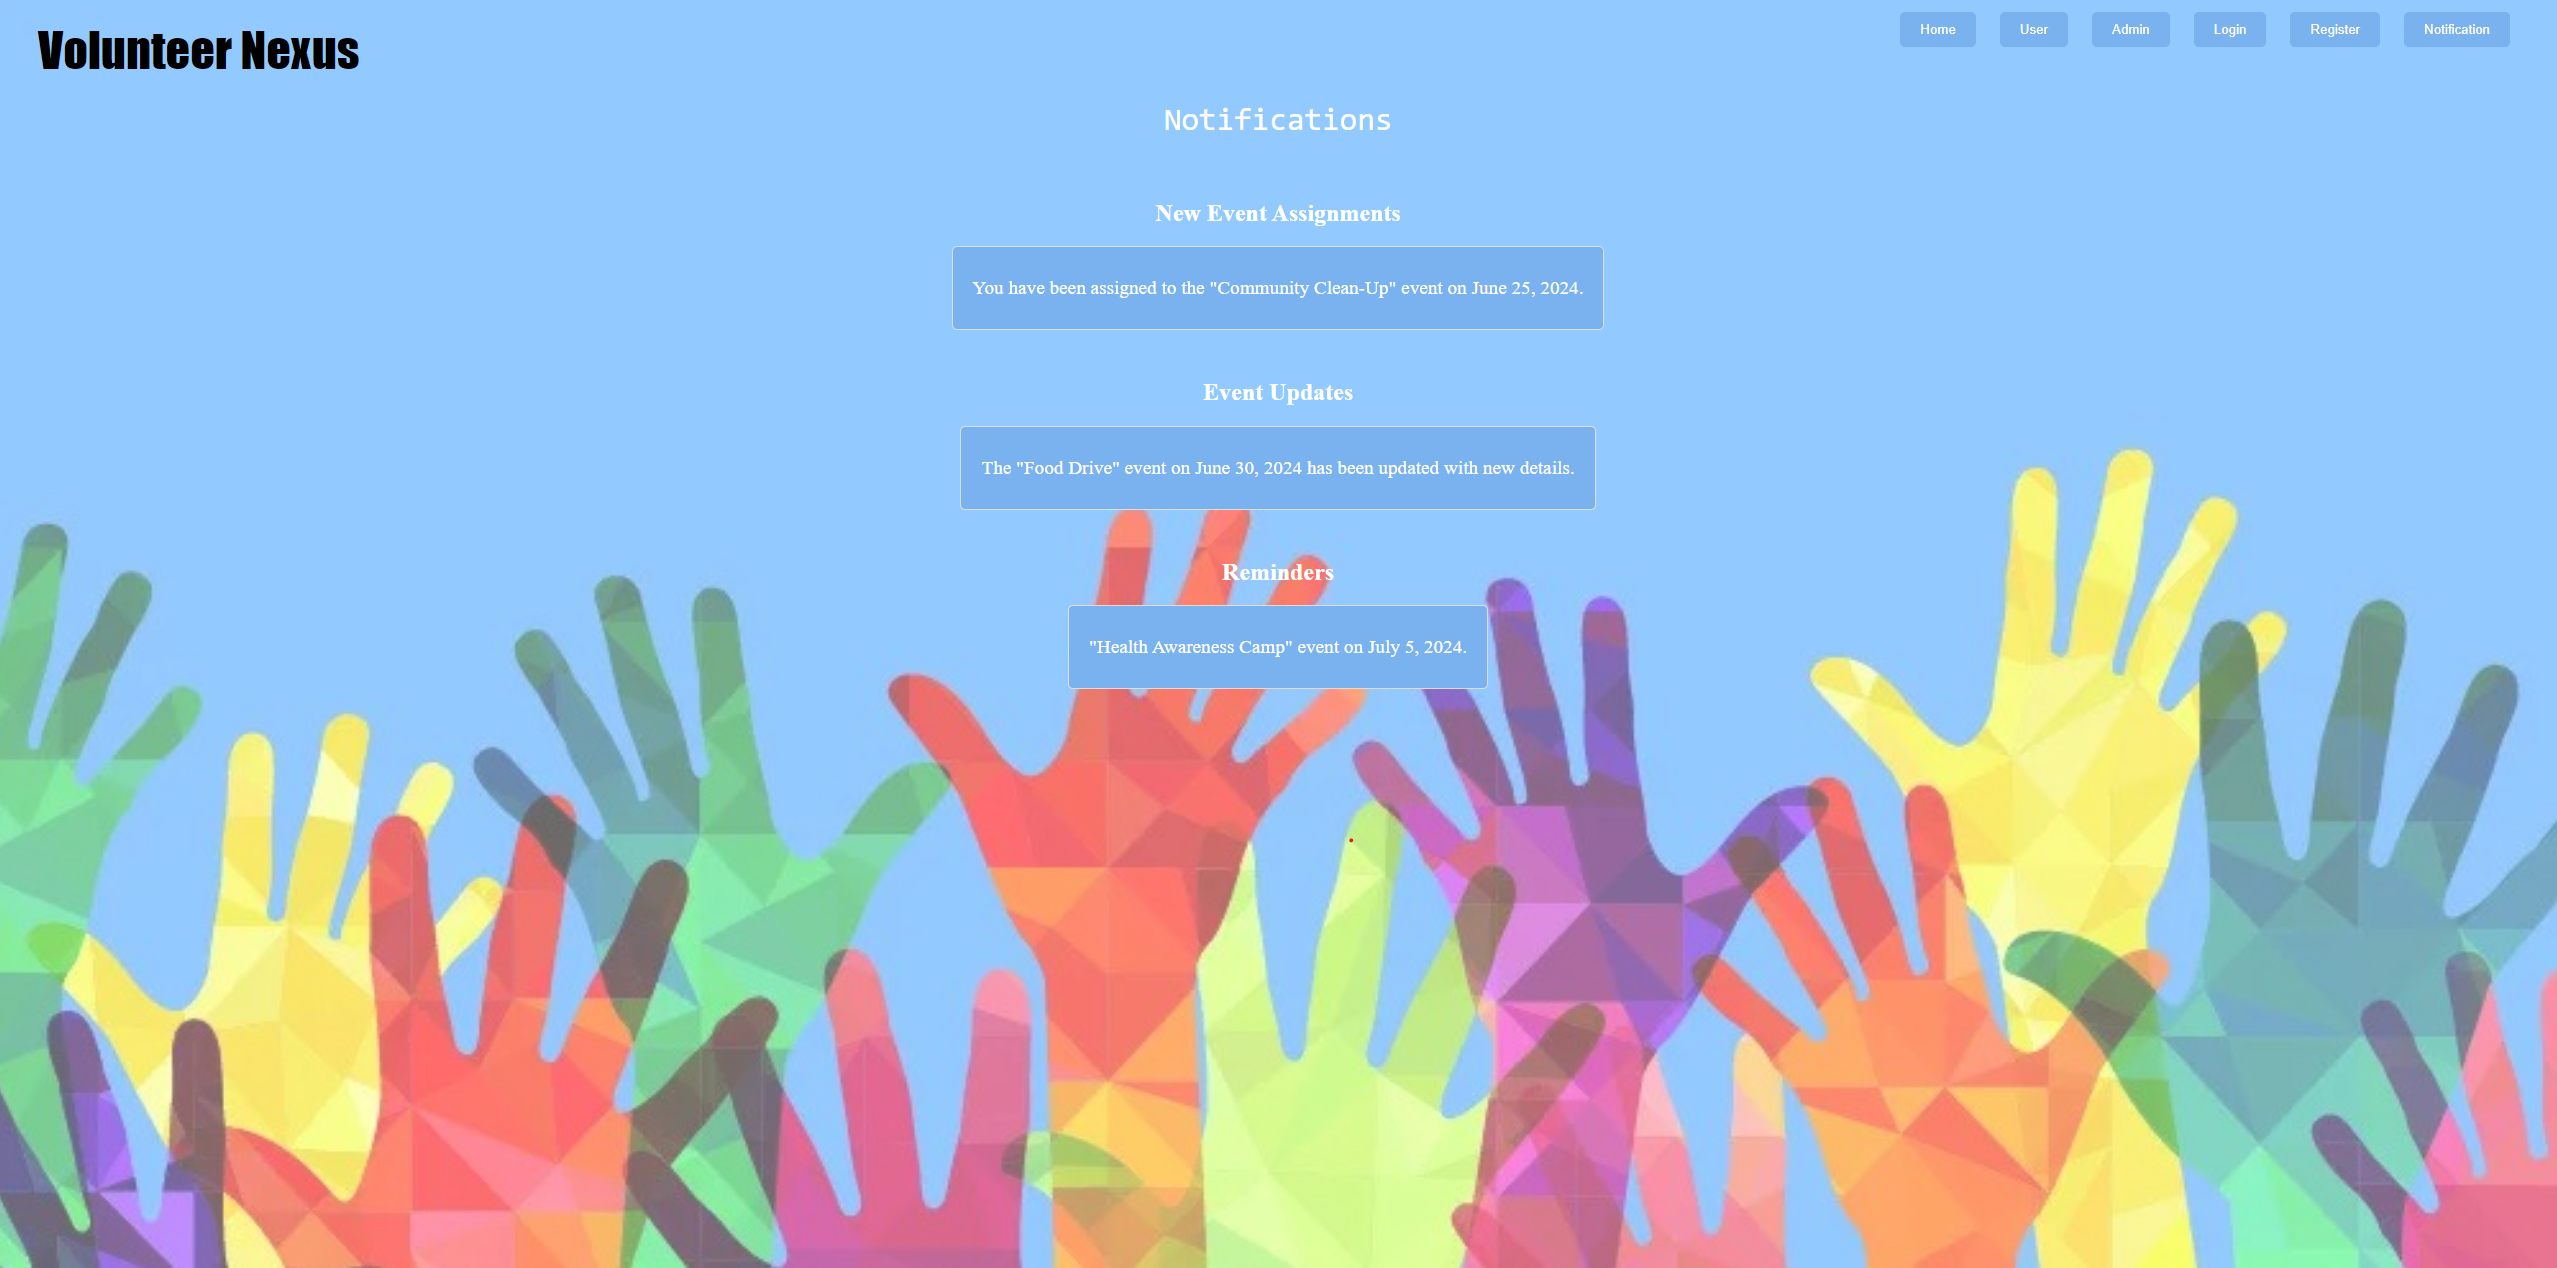 Volunteer Nexus
Home
User
Admin
Login
Register
Notification
Notifications
New Event Assignments
You have been assigned to the "Community Clean-Up" event on June 25, 2024.
Event Updates
The "Food Drive" event on June 30, 2024 has been updated with new details.
Reminders
"Health Awareness Camp" event on July 5, 2024.